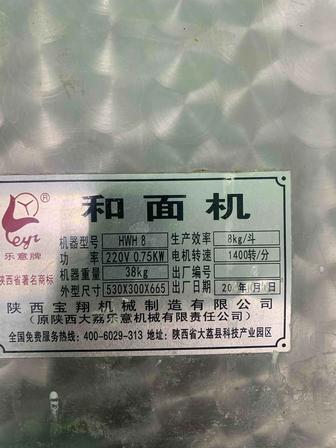 Leyi
®
乐意牌
陕西省著名商标
和面机
机器型号 HWH 8 生产效率 8kg/斗
功率 220V 0.75KW 电机转速 1400转/分
机器重量 38kg 出厂编号
外型尺寸 530X300X665 出厂日期 20 年 月 日
陕西宝翔机械制造有限公司
(原陕西大荔乐意机械有限责任公司)
全国免费服务热线:400-6029-313 地址:陕西省大荔县科技产业园区